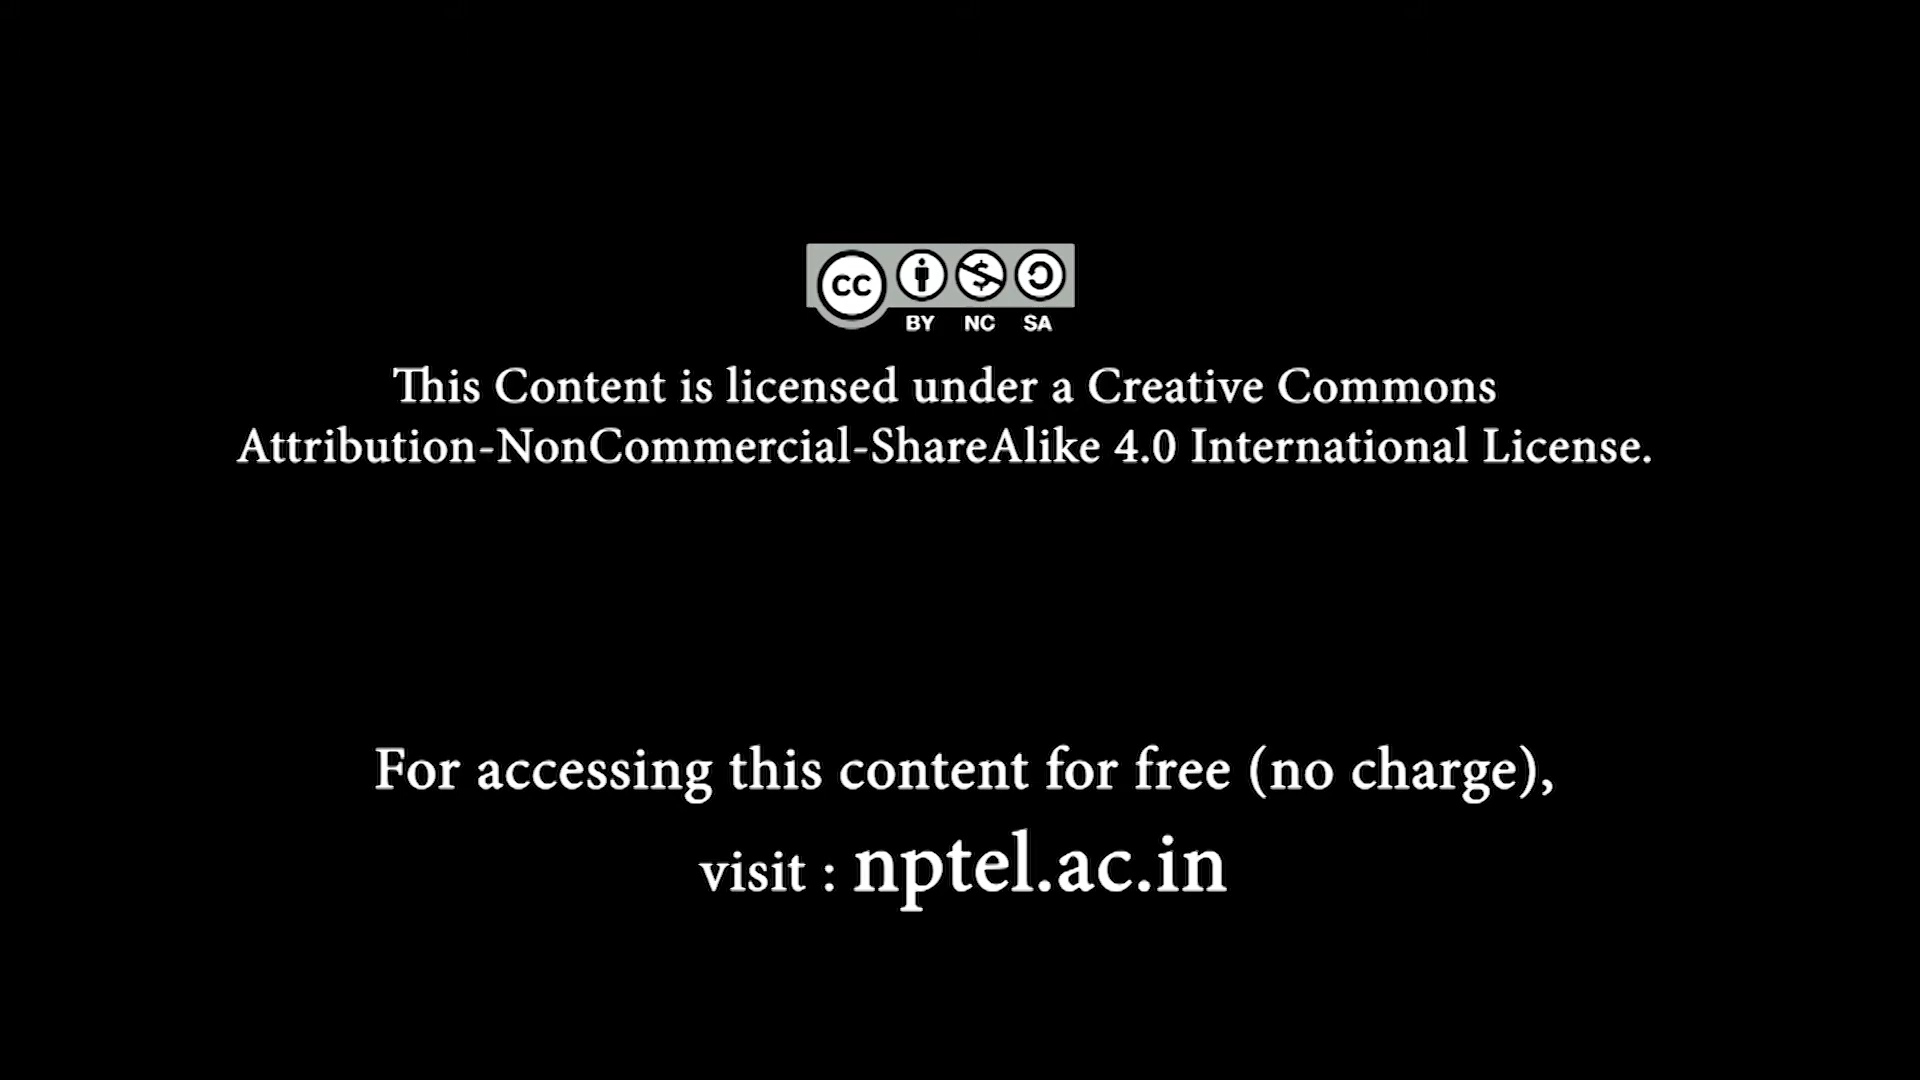 cc
BY NC SA
This Content is licensed under a Creative Commons
Attribution-NonCommercial-ShareAlike 4.0 International License.
For accessing this content for free (no charge),
visit : nptel.ac.in